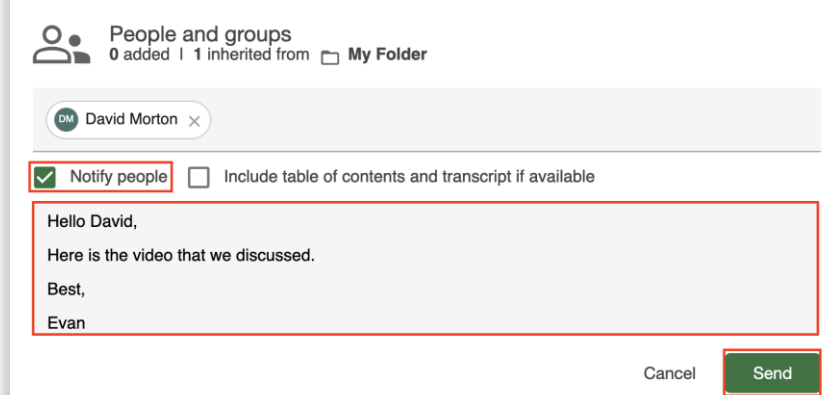 People and groups
0 added | 1 inherited from My Folder
DM David Morton
Notify people Include table of contents and transcript if available
Hello David,
Here is the video that we discussed.
Best,
Evan
Cancel Send